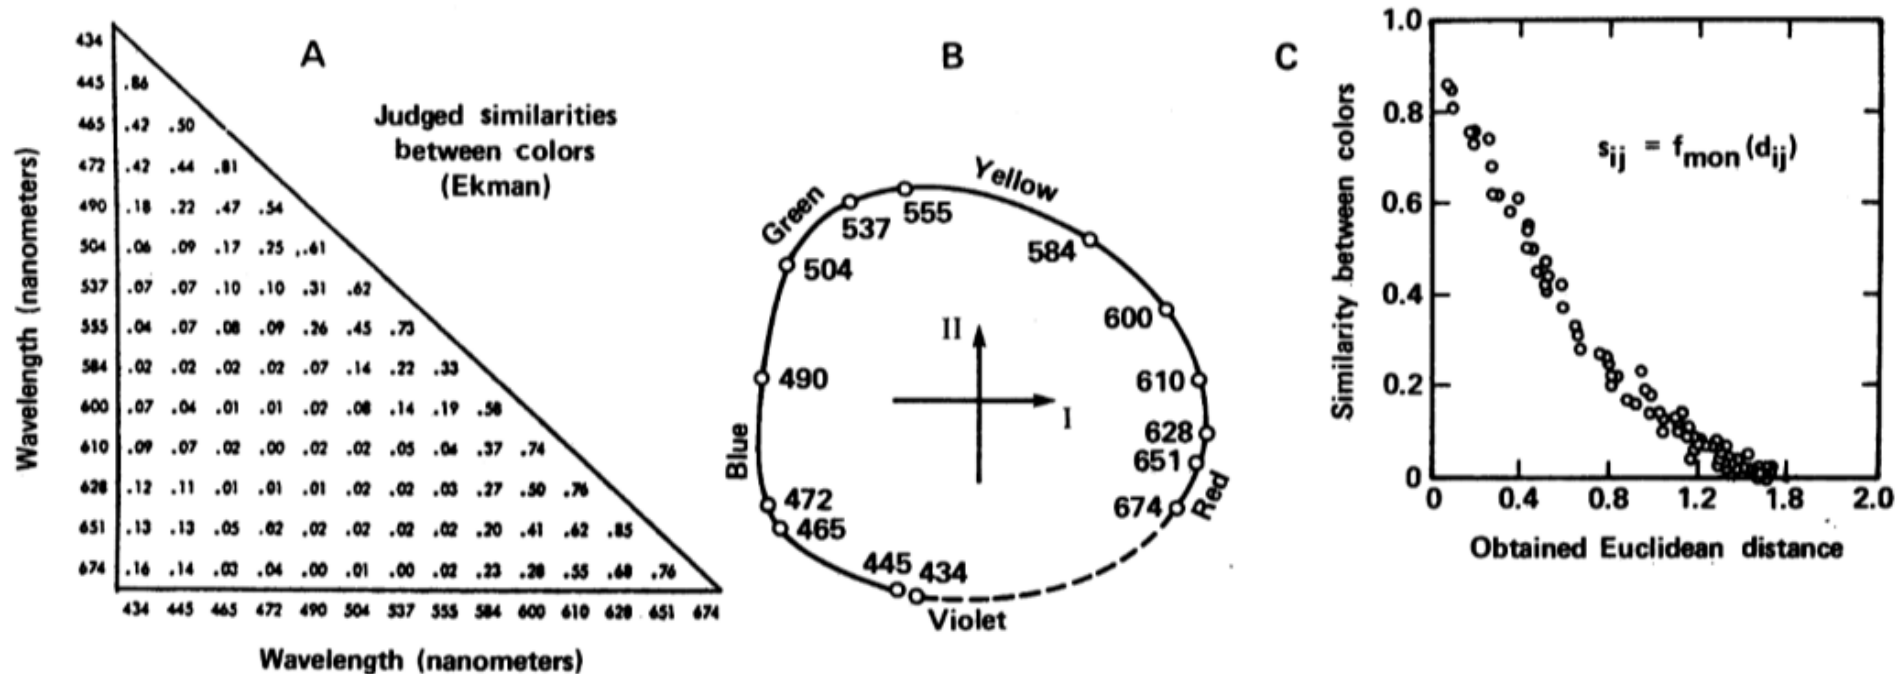 A
Judged similarities
between colors
(Ekman)
Wavelength (nanometers)
434
445 .86
465 .42 .50
472 .42 .44 .81
490 .18 .22 .47 .54
504 .06 .09 .17 .25 .61
537 .07 .07 .10 .10 .31 .62
555 .04 .07 .08 .09 .26 .45 .73
584 .02 .02 .02 .02 .07 .14 .22 .33
600 .07 .04 .01 .01 .02 .08 .14 .19 .58
610 .09 .07 .02 .00 .02 .02 .05 .04 .37 .74
628 .12 .11 .01 .01 .01 .02 .02 .03 .27 .50 .76
651 .13 .13 .05 .02 .02 .02 .02 .02 .20 .41 .62 .85
674 .16 .14 .03 .04 .00 .01 .00 .02 .23 .28 .55 .68 .76
434 445 465 472 490 504 537 555 584 600 610 628 651 674
Wavelength (nanometers)
B
Yellow
Green
555
537
584
504
600
II
490
610
I
628
Blue
651
472
674
Red
465
445 434
Violet
C
1.0
0.8
sij = fmon(dij)
0.6
0.4
0.2
0
Similarity between colors
0 0.4 0.8 1.2 1.8 2.0
Obtained Euclidean distance